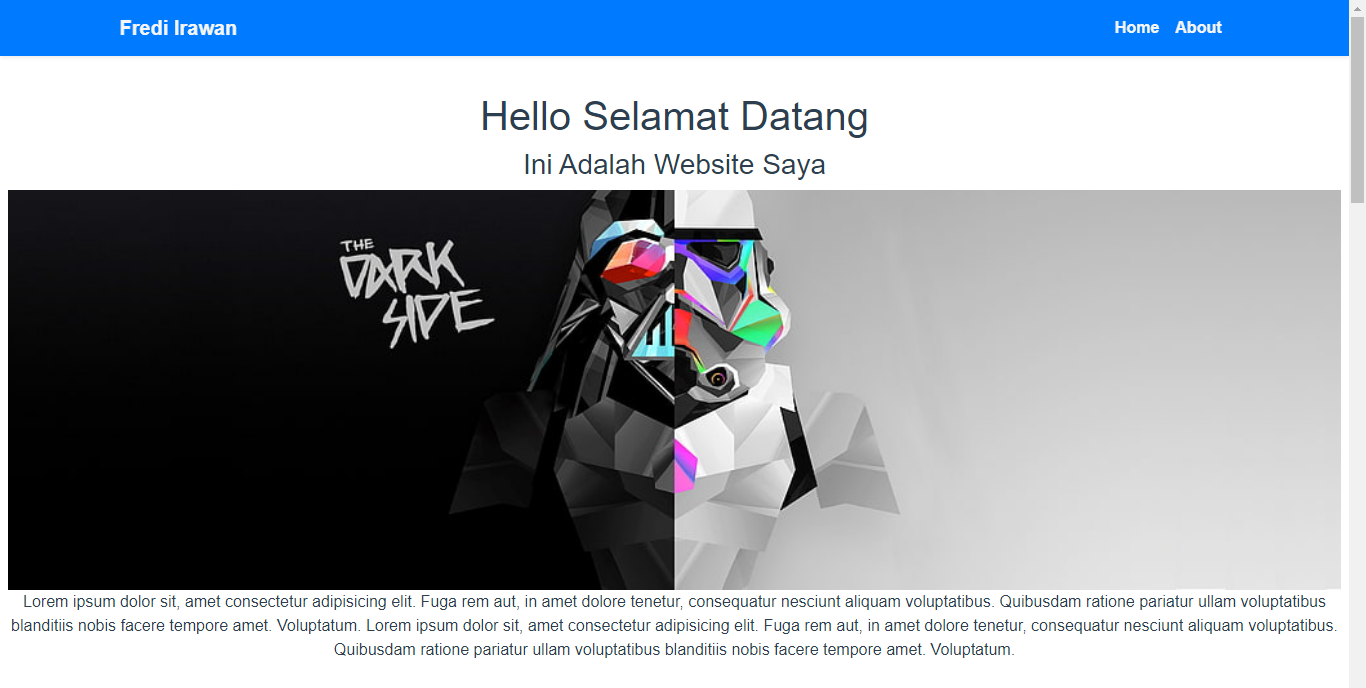 Fredi Irawan
Home About
Hello Selamat Datang
Ini Adalah Website Saya
THE
DARK
SIDE
Lorem ipsum dolor sit, amet consectetur adipisicing elit. Fuga rem aut, in amet dolore tenetur, consequatur nesciunt aliquam voluptatibus. Quibusdam ratione pariatur ullam voluptatibus
blanditiis nobis facere tempore amet. Voluptatum. Lorem ipsum dolor sit, amet consectetur adipisicing elit. Fuga rem aut, in amet dolore tenetur, consequatur nesciunt aliquam voluptatibus.
Quibusdam ratione pariatur ullam voluptatibus blanditiis nobis facere tempore amet. Voluptatum.